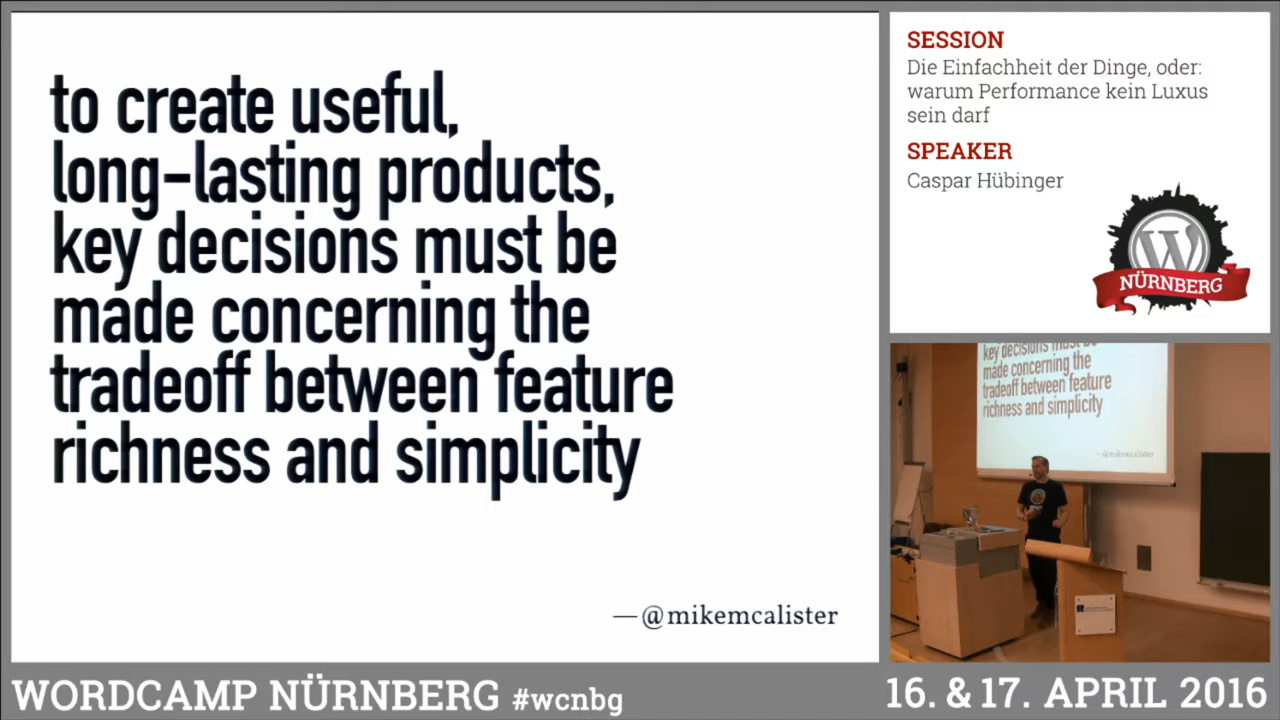 to create useful,
long-lasting products,
key decisions must be
made concerning the
tradeoff between feature
richness and simplicity
—@mikemcalister
SESSION
Die Einfachheit der Dinge, oder:
warum Performance kein Luxus
sein darf
SPEAKER
Caspar Hübinger
W
NÜRNBERG
key decisions must be
made concerning the
tradeoff between feature
richness and simplicity
—@mikemcalister
WORDCAMP NÜRNBERG #wcnbg
16. & 17. APRIL 2016